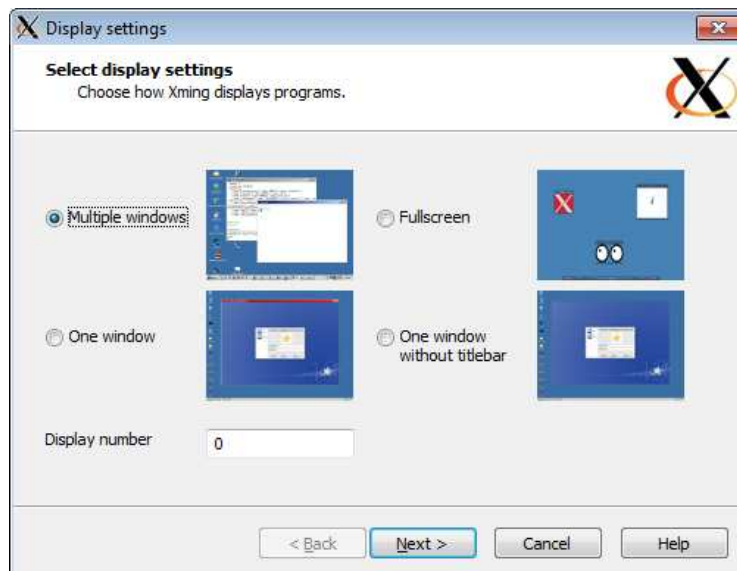 Display settings
Select display settings
Choose how Xming displays programs.
Multiple windows
Fullscreen
One window
One window
without titlebar
Display number
0
< Back
Next >
Cancel
Help